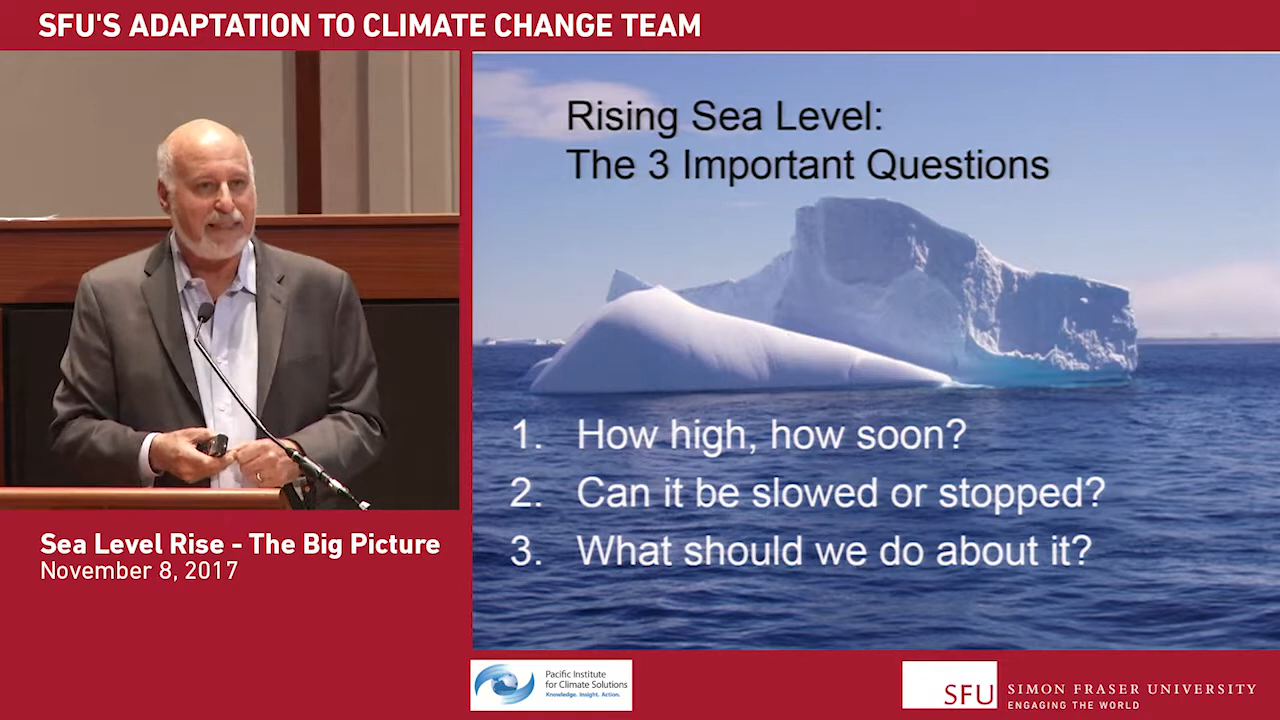 SFU'S ADAPTATION TO CLIMATE CHANGE TEAM
Rising Sea Level:
The 3 Important Questions
1. How high, how soon?
2. Can it be slowed or stopped?
3. What should we do about it?
Sea Level Rise - The Big Picture
November 8, 2017
Pacific Institute
for Climate Solutions
Knowledge. Insight. Action.
SFU
SIMON FRASER UNIVERSITY
ENGAGING THE WORLD